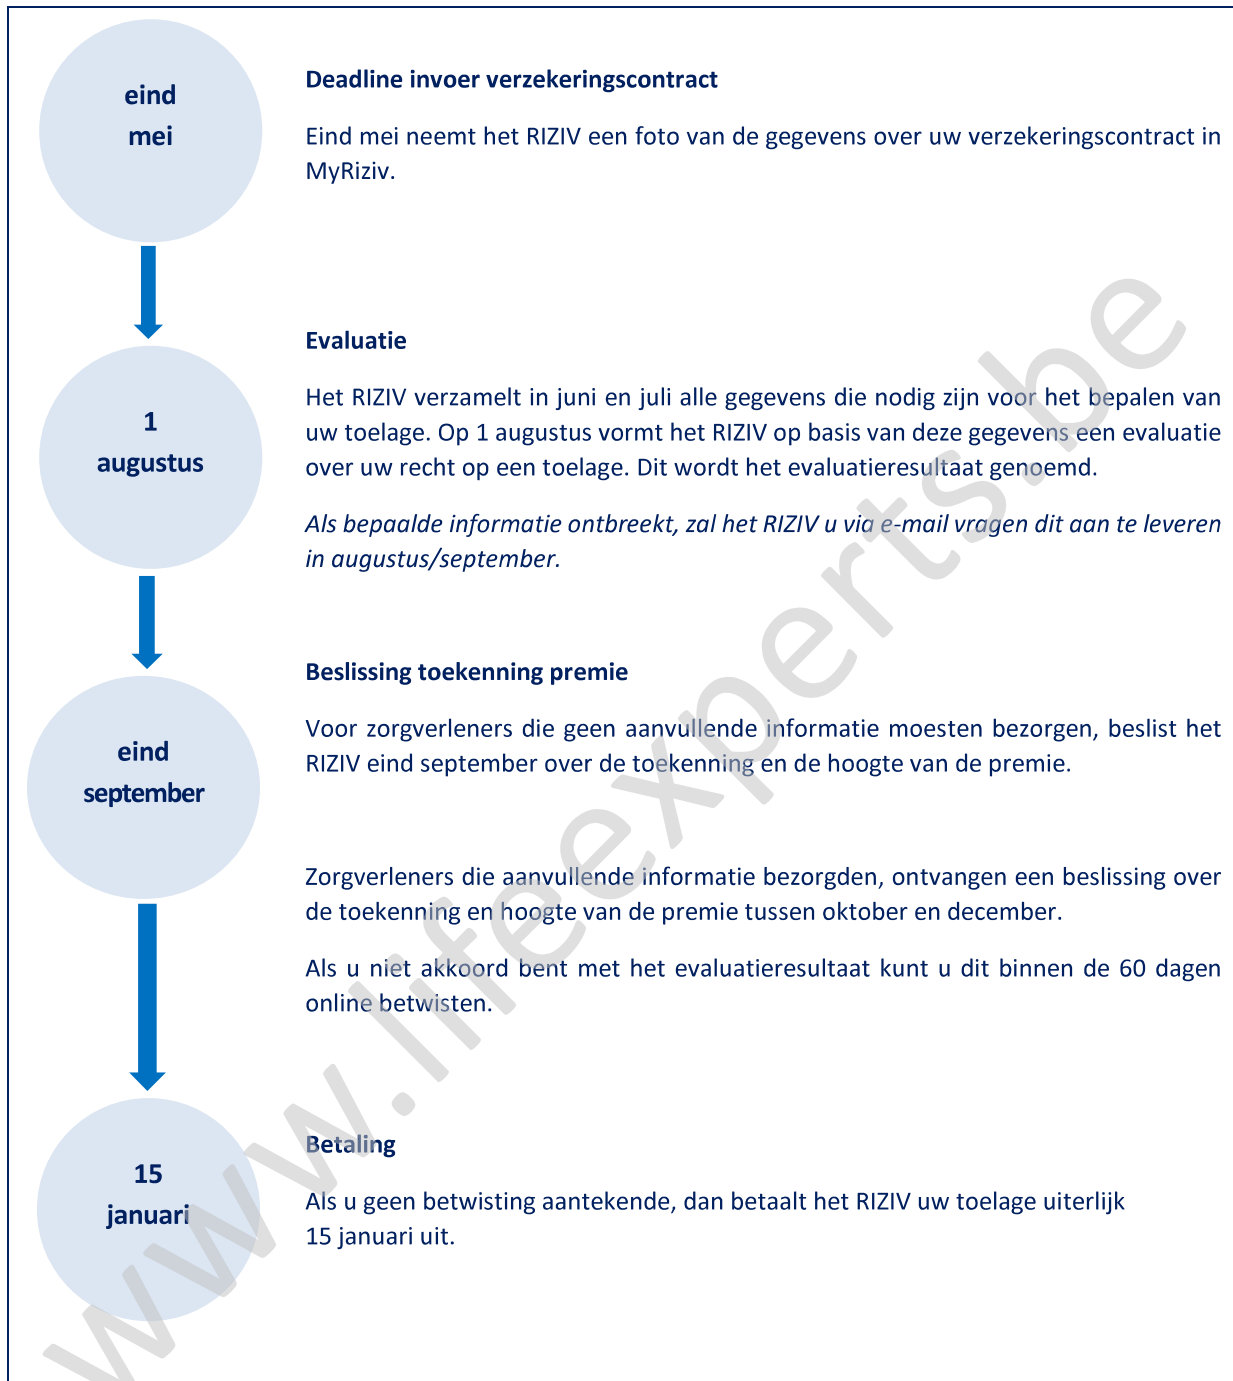 eind
mei
Deadline invoer verzekeringscontract
Eind mei neemt het RIZIV een foto van de gegevens over uw verzekeringscontract in
MyRiziv.
1
augustus
Evaluatie
Het RIZIV verzamelt in juni en juli alle gegevens die nodig zijn voor het bepalen van
uw toelage. Op 1 augustus vormt het RIZIV op basis van deze gegevens een evaluatie
over uw recht op een toelage. Dit wordt het evaluatieresultaat genoemd.
Als bepaalde informatie ontbreekt, zal het RIZIV u via e-mail vragen dit aan te leveren
in augustus/september.
eind
september
Beslissing toekenning premie
Voor zorgverleners die geen aanvullende informatie moesten bezorgen, beslist het
RIZIV eind september over de toekenning en de hoogte van de premie.
Zorgverleners die aanvullende informatie bezorgden, ontvangen een beslissing over
de toekenning en hoogte van de premie tussen oktober en december.
Als u niet akkoord bent met het evaluatieresultaat kunt u dit binnen de 60 dagen
online betwisten.
15
januari
Betaling
Als u geen betwisting aantekende, dan betaalt het RIZIV uw toelage uiterlijk
15 januari uit.
www.lifeexperts.be